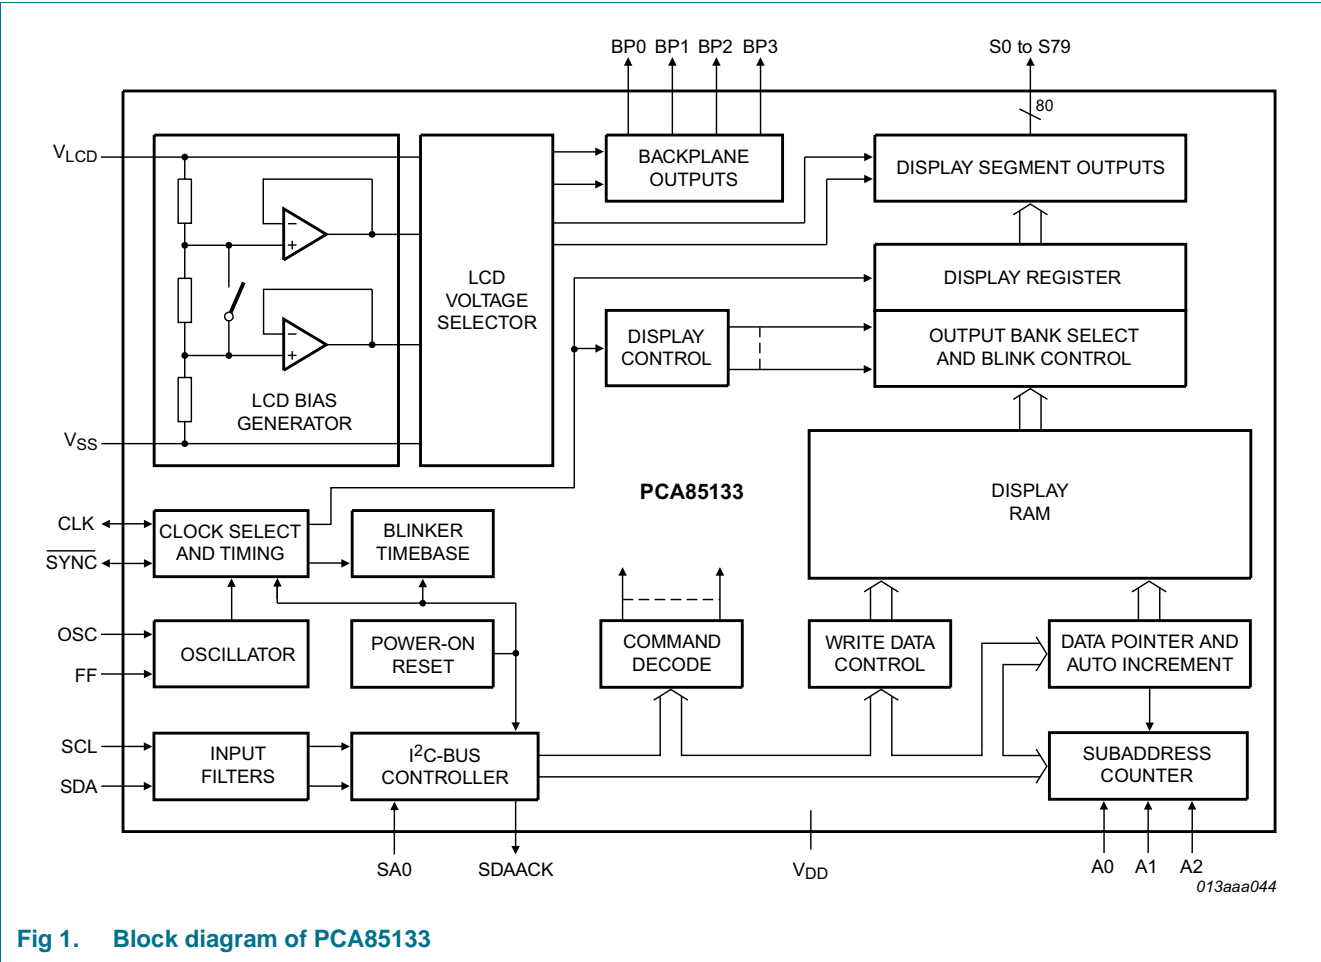 BP0 BP1 BP2 BP3
S0 to S79
80
VLCD
BACKPLANE
OUTPUTS
DISPLAY SEGMENT OUTPUTS
−
+
LCD
VOLTAGE
SELECTOR
DISPLAY REGISTER
−
+
DISPLAY
CONTROL
OUTPUT BANK SELECT
AND BLINK CONTROL
LCD BIAS
GENERATOR
VSS
PCA85133
DISPLAY
RAM
CLK
SYNC
CLOCK SELECT
AND TIMING
BLINKER
TIMEBASE
OSC
FF
OSCILLATOR
POWER-ON
RESET
COMMAND
DECODE
WRITE DATA
CONTROL
DATA POINTER AND
AUTO INCREMENT
SCL
SDA
INPUT
FILTERS
I2C-BUS
CONTROLLER
SUBADDRESS
COUNTER
SA0
SDAACK
VDD
A0 A1 A2
013aaa044
Fig 1. Block diagram of PCA85133